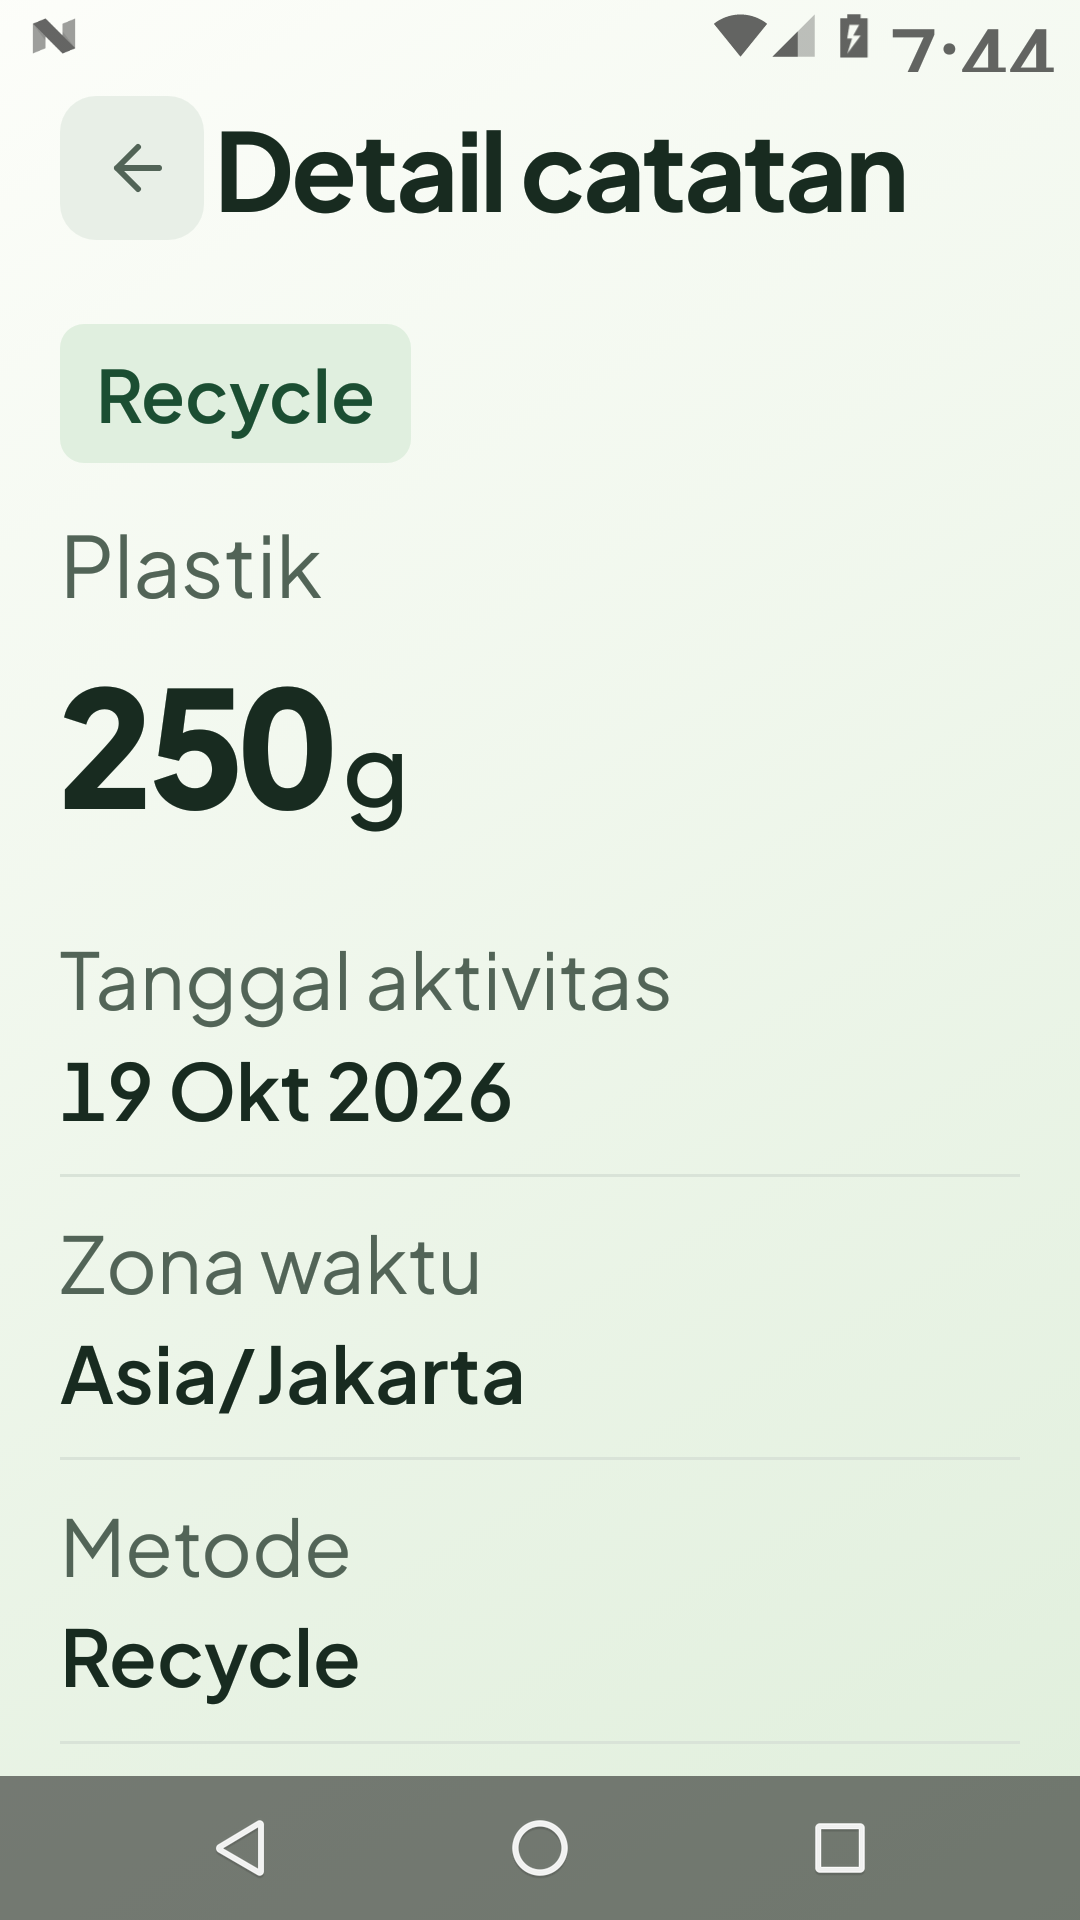 7:44
Detail catatan
Recycle
Plastik
250 g
Tanggal aktivitas
19 Okt 2026
Zona waktu
Asia/Jakarta
Metode
Recycle